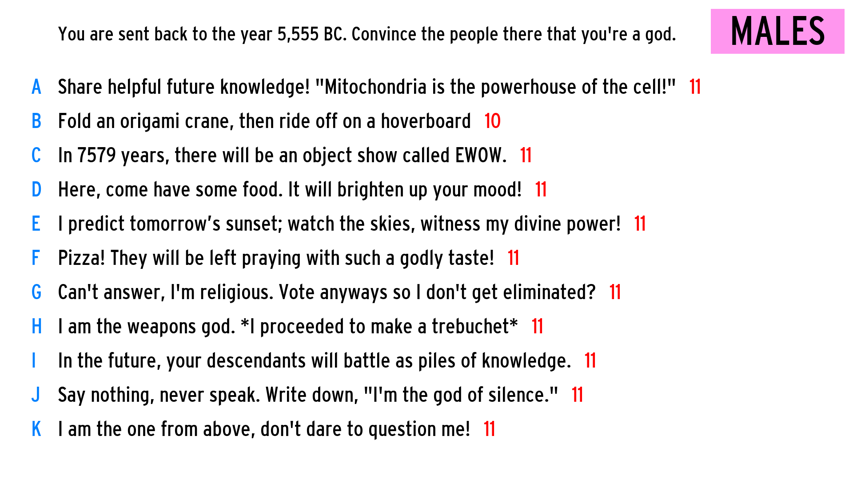 You are sent back to the year 5,555 BC. Convince the people there that you're a god.
MALES
A Share helpful future knowledge! "Mitochondria is the powerhouse of the cell!" 11
B Fold an origami crane, then ride off on a hoverboard 10
C In 7579 years, there will be an object show called EWOW. 11
D Here, come have some food. It will brighten up your mood! 11
E I predict tomorrow’s sunset; watch the skies, witness my divine power! 11
F Pizza! They will be left praying with such a godly taste! 11
G Can't answer, I'm religious. Vote anyways so I don't get eliminated? 11
H I am the weapons god. *I proceeded to make a trebuchet* 11
I In the future, your descendants will battle as piles of knowledge. 11
J Say nothing, never speak. Write down, "I'm the god of silence." 11
K I am the one from above, don't dare to question me! 11